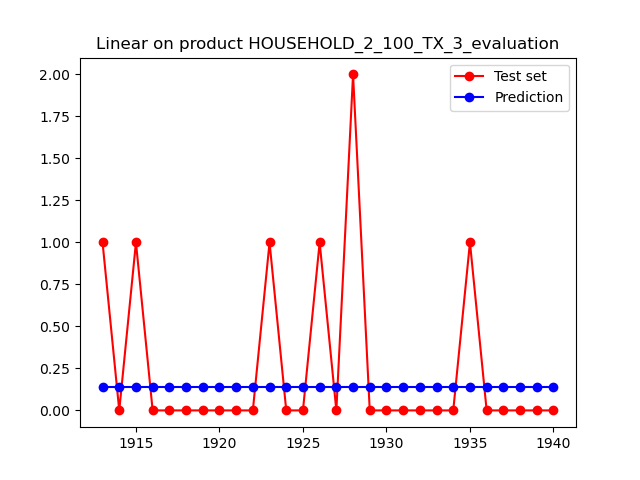 Linear on product HOUSEHOLD_2_100_TX_3_evaluation
Test set
Prediction
2.00
1.75
1.50
1.25
1.00
0.75
0.50
0.25
0.00
1915 1920 1925 1930 1935 1940